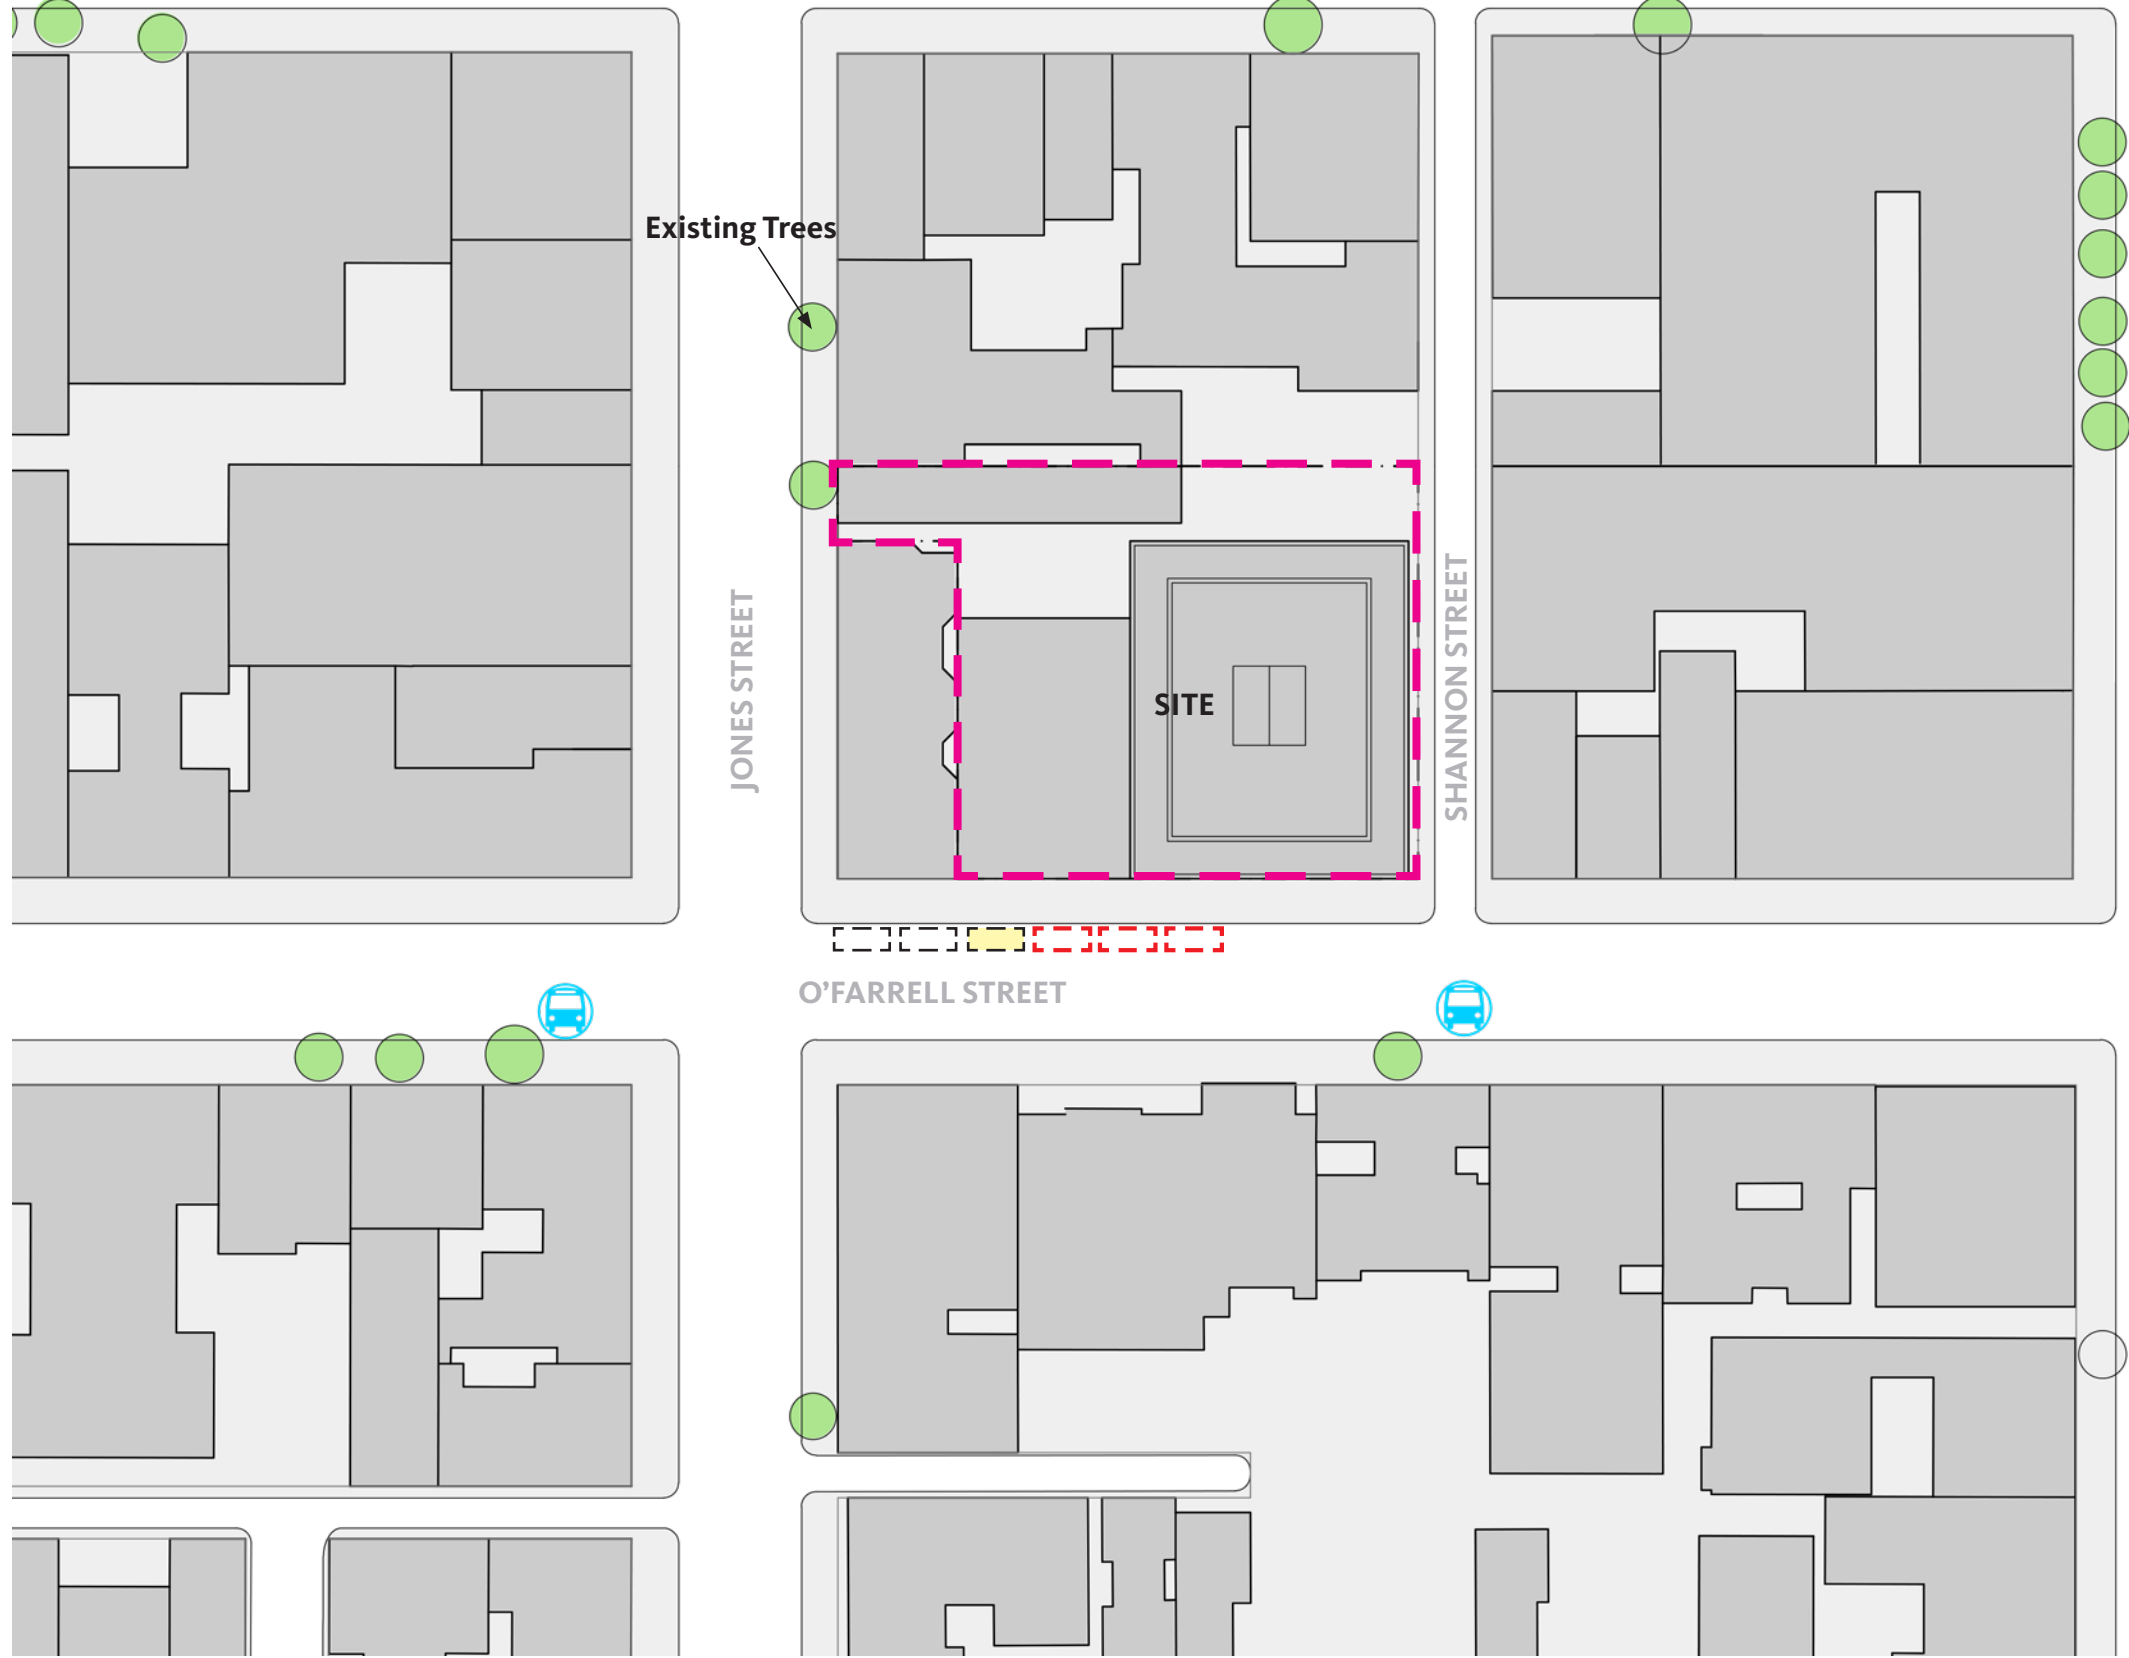 Existing Trees
JONES STREET
SHANNON STREET
SITE
O’FARRELL STREET